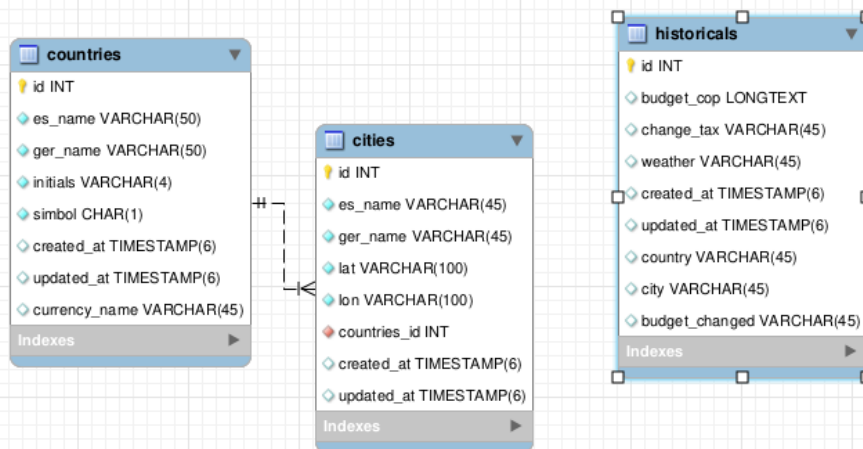 countries
id INT
es_name VARCHAR(50)
ger_name VARCHAR(50)
initials VARCHAR(4)
simbol CHAR(1)
created_at TIMESTAMP(6)
updated_at TIMESTAMP(6)
currency_name VARCHAR(45)
Indexes
cities
id INT
es_name VARCHAR(45)
ger_name VARCHAR(45)
lat VARCHAR(100)
lon VARCHAR(100)
countries_id INT
created_at TIMESTAMP(6)
updated_at TIMESTAMP(6)
Indexes
historicals
id INT
budget_cop LONGTEXT
change_tax VARCHAR(45)
weather VARCHAR(45)
created_at TIMESTAMP(6)
updated_at TIMESTAMP(6)
country VARCHAR(45)
city VARCHAR(45)
budget_changed VARCHAR(45)
Indexes